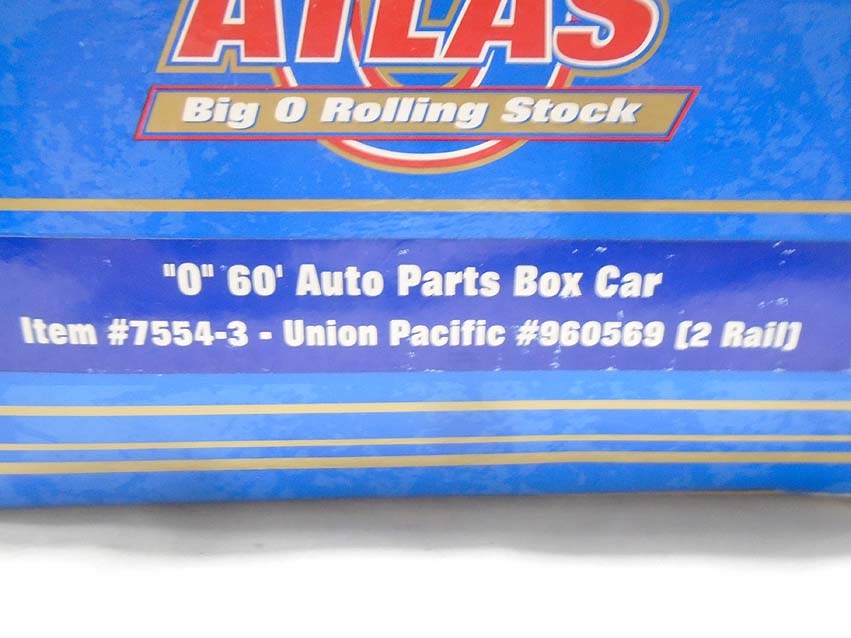 ATLAS
Big O Rolling Stock
"O" 60' Auto Parts Box Car
Item #7554-3 - Union Pacific #960569 (2 Rail)